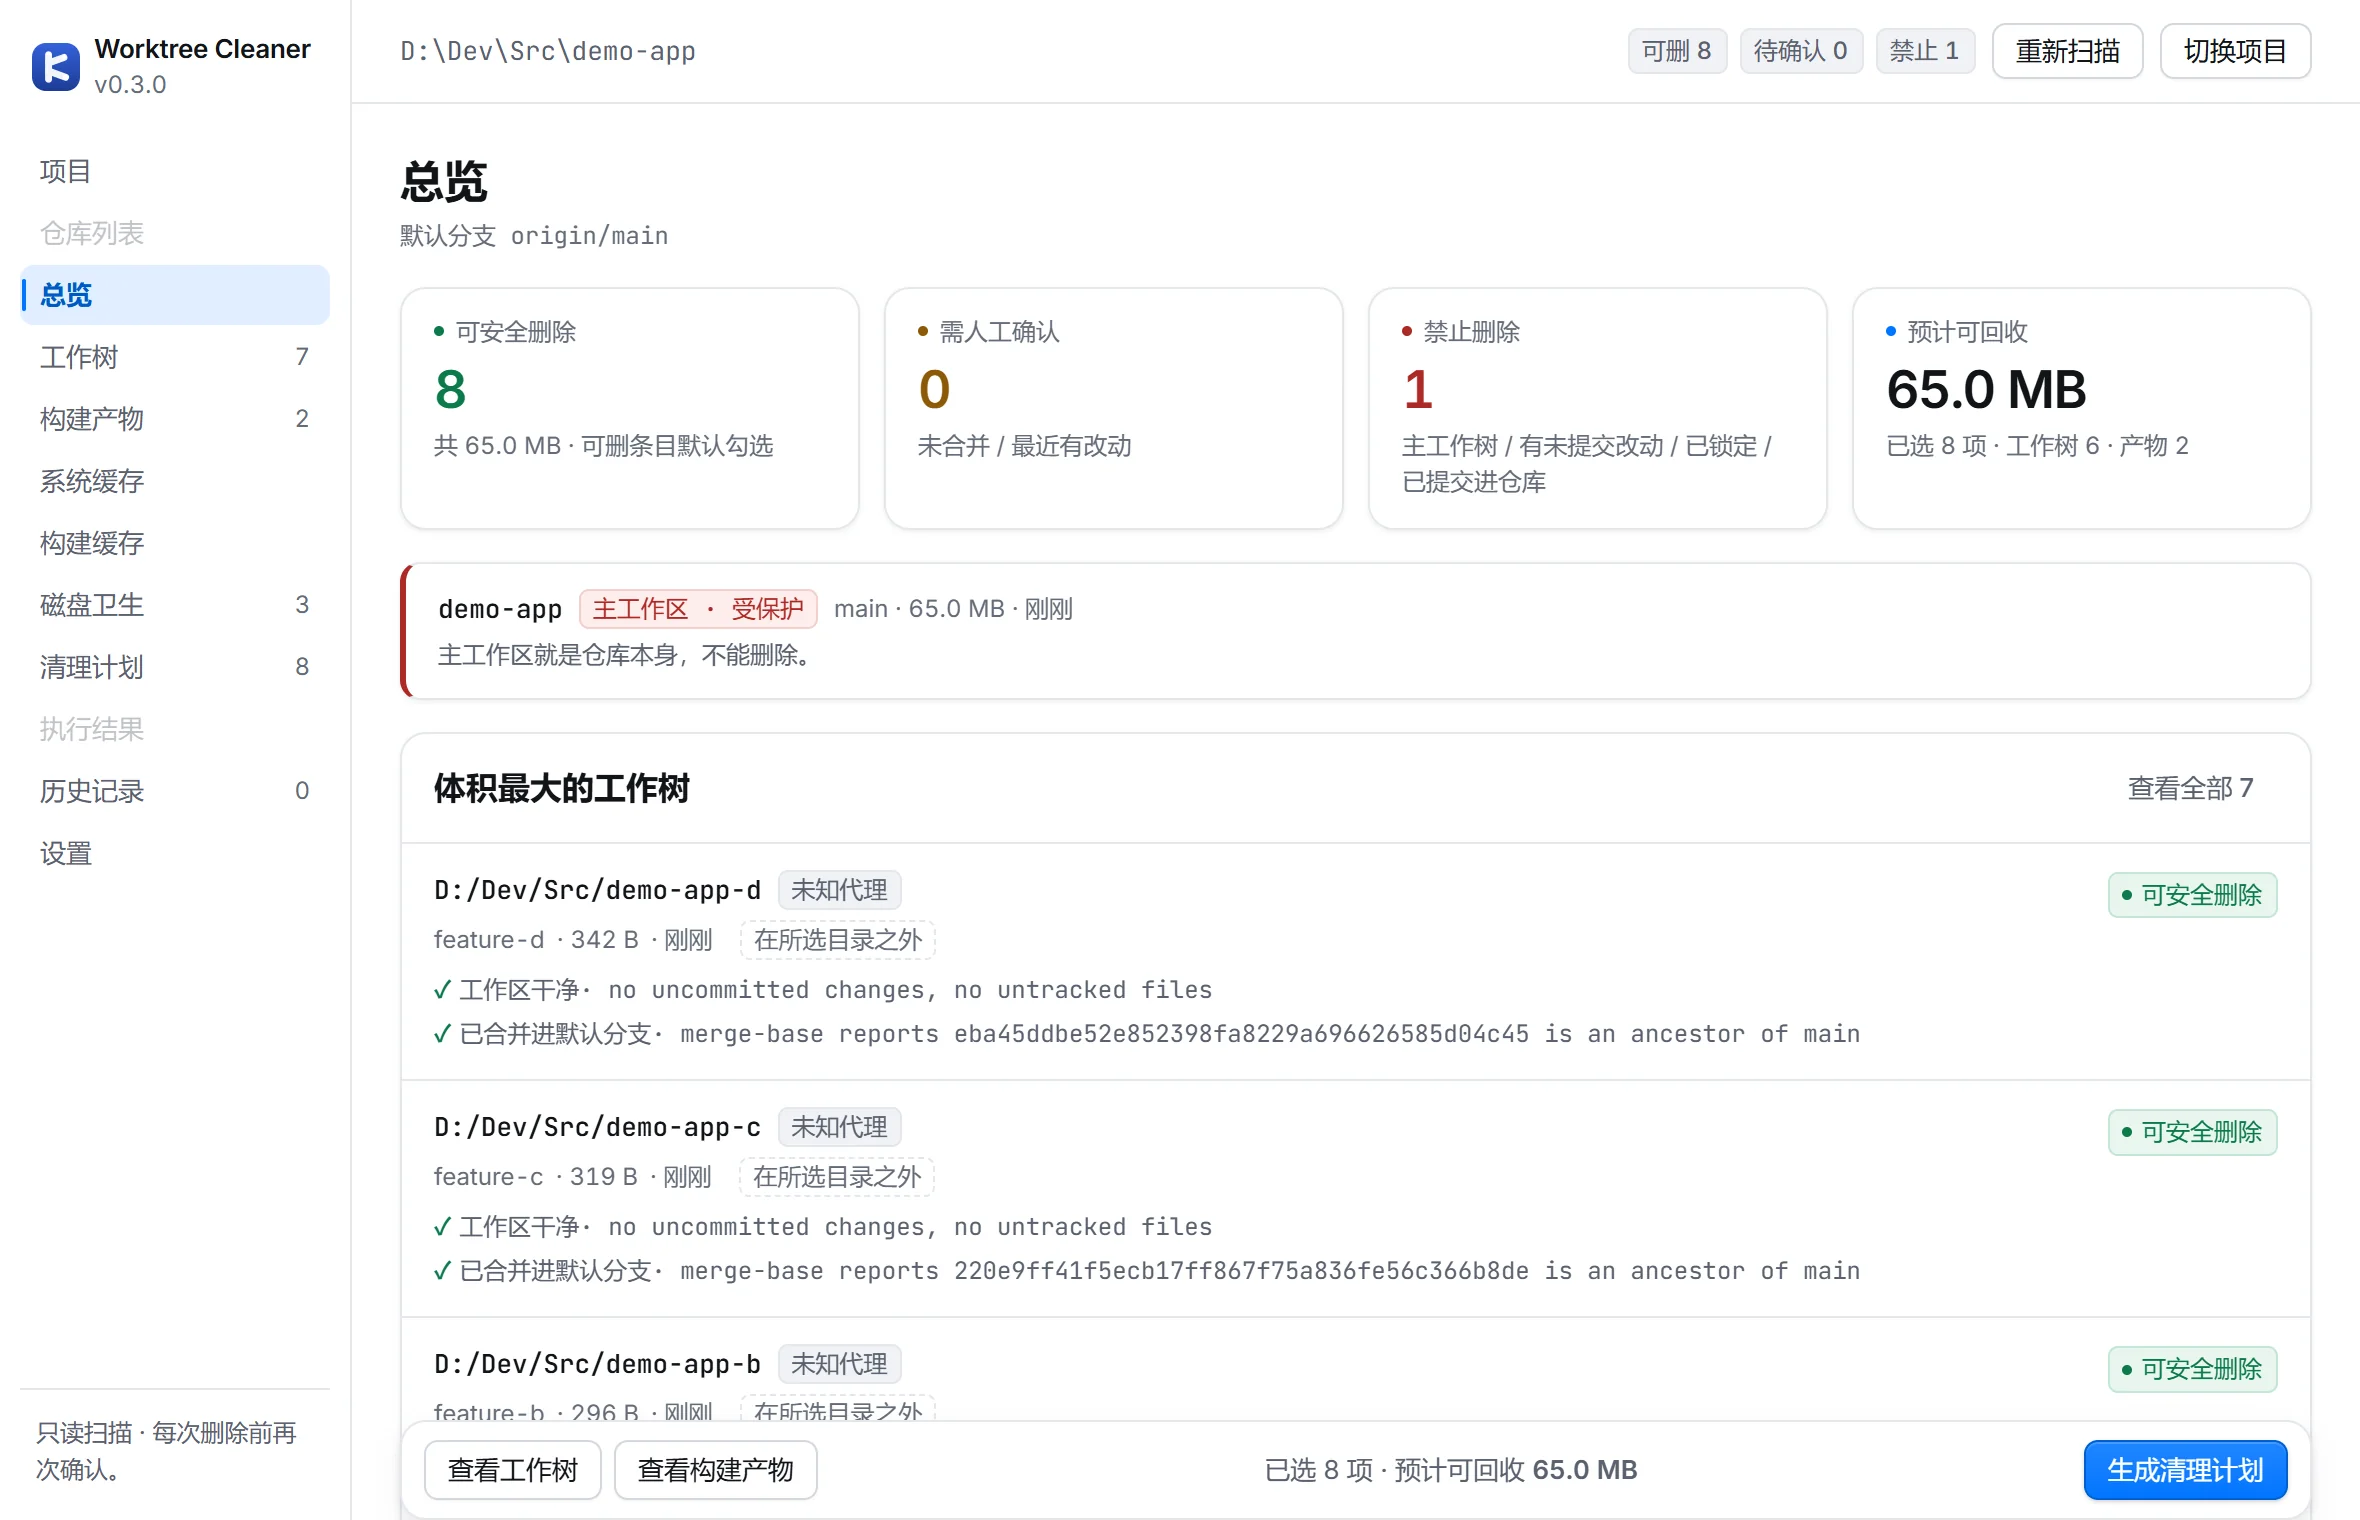 Worktree Cleaner
v0.3.0
项目
仓库列表
总览
工作树 7
构建产物 2
系统缓存
构建缓存
磁盘卫生 3
清理计划 8
执行结果
历史记录 0
设置
只读扫描 · 每次删除前再
次确认。
D:\Dev\Src\demo-app
可删 8 待确认 0 禁止 1 重新扫描 切换项目
总览
默认分支 origin/main
可安全删除
8
共 65.0 MB · 可删条目默认勾选
需人工确认
0
未合并 / 最近有改动
禁止删除
1
主工作树 / 有未提交改动 / 已锁定 /
已提交进仓库
预计可回收
65.0 MB
已选 8 项 · 工作树 6 · 产物 2
demo-app 主工作区 · 受保护 main · 65.0 MB · 刚刚
主工作区就是仓库本身，不能删除。
体积最大的工作树 查看全部 7
D:/Dev/Src/demo-app-d 未知代理 可安全删除
feature-d · 342 B · 刚刚 在所选目录之外
✓ 工作区干净· no uncommitted changes, no untracked files
✓ 已合并进默认分支· merge-base reports eba45ddbe52e852398fa8229a696626585d04c45 is an ancestor of main
D:/Dev/Src/demo-app-c 未知代理 可安全删除
feature-c · 319 B · 刚刚 在所选目录之外
✓ 工作区干净· no uncommitted changes, no untracked files
✓ 已合并进默认分支· merge-base reports 220e9ff41f5ecb17ff867f75a836fe56c366b8de is an ancestor of main
D:/Dev/Src/demo-app-b 未知代理 可安全删除
feature-b · 296 B · 刚刚 在所选目录之外
查看工作树 查看构建产物 已选 8 项 · 预计可回收 65.0 MB 生成清理计划